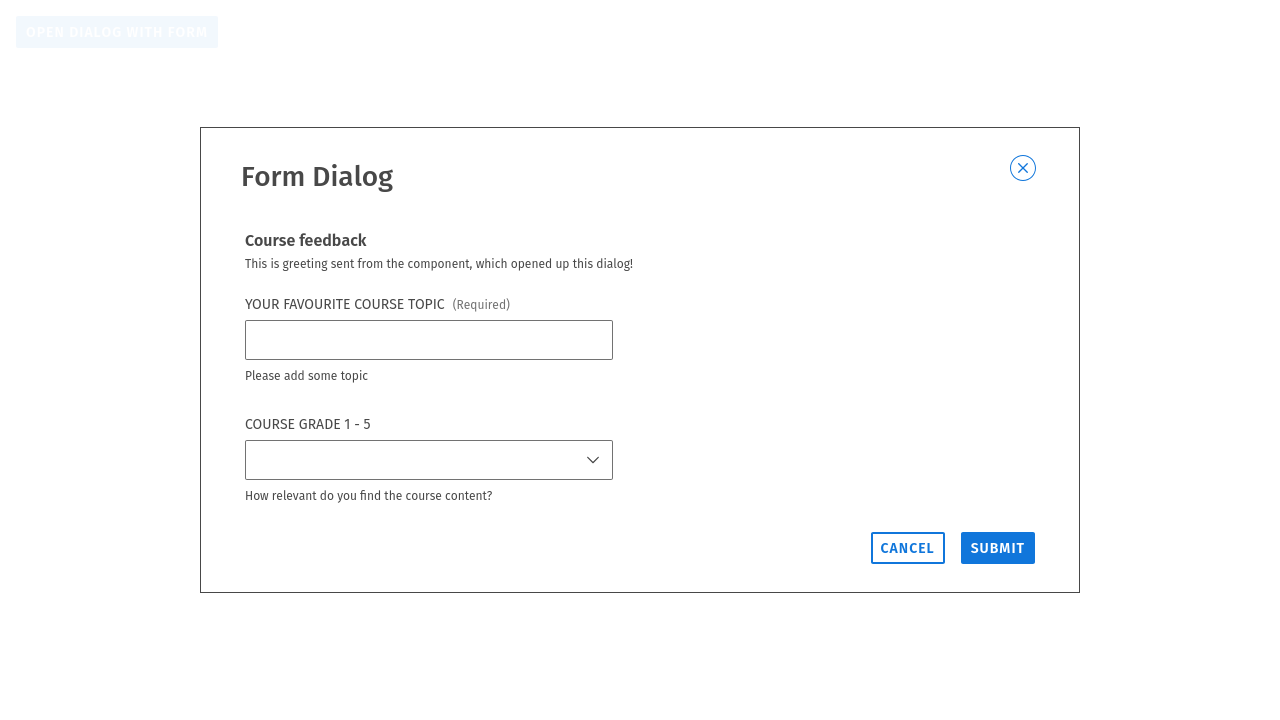 OPEN DIALOG WITH FORM
Form Dialog
Course feedback
This is greeting sent from the component, which opened up this dialog!
YOUR FAVOURITE COURSE TOPIC (Required)
Please add some topic
COURSE GRADE 1 - 5
How relevant do you find the course content?
CANCEL SUBMIT